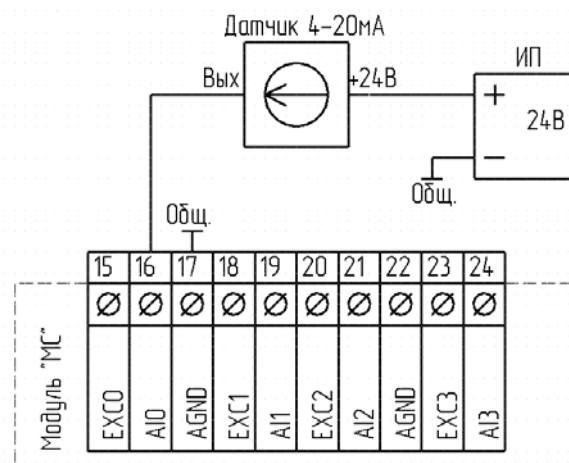 Датчик 4-20мА
ИП
Вых
+24В
+
24В
-
Общ.
Общ.
15 16 17 18 19 20 21 22 23 24
Модуль "МС"
EXC0 AI0 AGND EXC1 AI1 EXC2 AI2 AGND EXC3 AI3